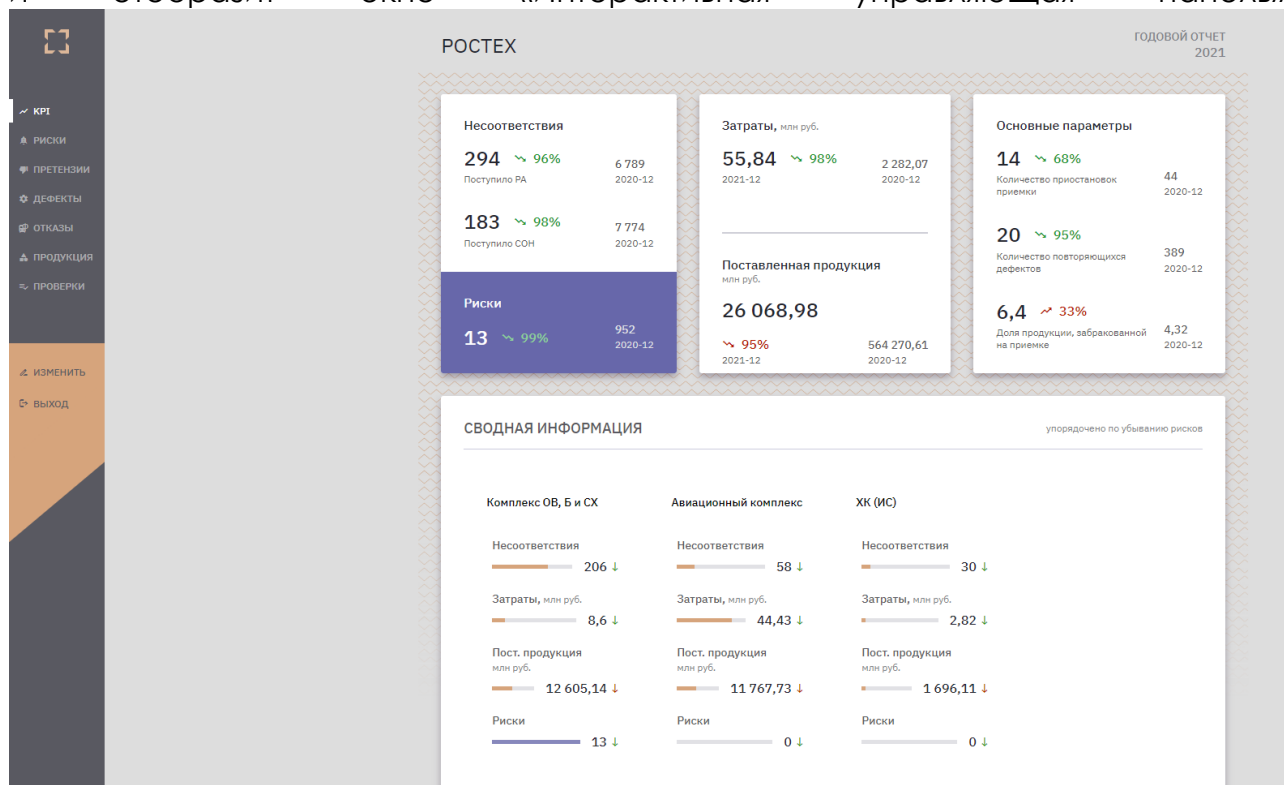 РОСТЕХ
ГОДОВОЙ ОТЧЕТ
2021
KPI
РИСКИ
ПРЕТЕНЗИИ
ДЕФЕКТЫ
ОТКАЗЫ
ПРОДУКЦИЯ
ПРОВЕРКИ
ИЗМЕНИТЬ
ВЫХОД
Несоответствия
294 96% 6 789
Поступило РА 2020-12
183 98% 7 774
Поступило СОН 2020-12
Риски
13 99% 952
2020-12
Затраты, млн руб.
55,84 98% 2 282,07
2021-12 2020-12
Поставленная продукция
млн руб.
26 068,98
95% 564 270,61
2021-12 2020-12
Основные параметры
14 68%
Количество приостановок 44
приемки 2020-12
20 95%
Количество повторяющихся 389
дефектов 2020-12
6,4 33%
Доля продукции, забракованной 4,32
на приемке 2020-12
СВОДНАЯ ИНФОРМАЦИЯ упорядочено по убыванию рисков
Комплекс ОВ, Б и СХ Авиационный комплекс ХК (ИС)
Несоответствия Несоответствия Несоответствия
206 ↓ 58 ↓ 30 ↓
Затраты, млн руб. Затраты, млн руб. Затраты, млн руб.
8,6 ↓ 44,43 ↓ 2,82 ↓
Пост. продукция Пост. продукция Пост. продукция
млн руб. млн руб. млн руб.
12 605,14 ↓ 11 767,73 ↓ 1 696,11 ↓
Риски Риски Риски
13 ↓ 0 ↓ 0 ↓